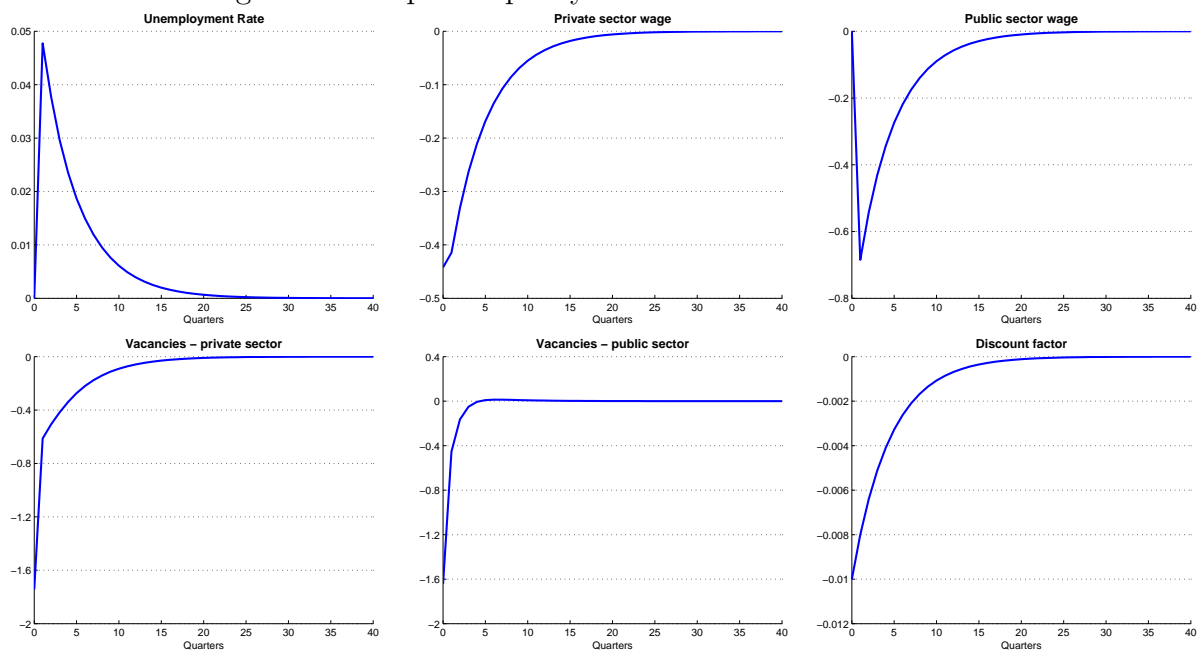 Unemployment Rate
0.05
0.04
0.03
0.02
0.01
0
0 5 10 15 20 25 30 35 40
Quarters
Private sector wage
0
−0.1
−0.2
−0.3
−0.4
−0.5
0 5 10 15 20 25 30 35 40
Quarters
Public sector wage
0
−0.2
−0.4
−0.6
−0.8
0 5 10 15 20 25 30 35 40
Quarters
Vacancies − private sector
0
−0.4
−0.8
−1.2
−1.6
−2
0 5 10 15 20 25 30 35 40
Quarters
Vacancies − public sector
0.4
0
−0.4
−0.8
−1.2
−1.6
−2
0 5 10 15 20 25 30 35 40
Quarters
Discount factor
0
−0.002
−0.004
−0.006
−0.008
−0.01
−0.012
0 5 10 15 20 25 30 35 40
Quarters